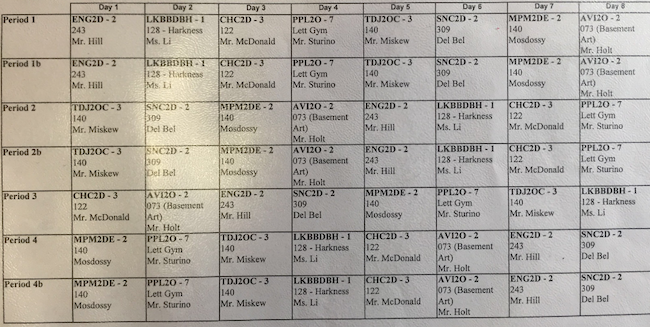 Day 1 Day 2 Day 3 Day 4 Day 5 Day 6 Day 7 Day 8
Period 1 ENG2D - 2 LKBBDBH - 1 CHC2D - 3 PPL2O - 7 TDJ2OC - 3 SNC2D - 2 MPM2DE - 2 AVI2O - 2
243 128 - Harkness 122 Lett Gym 140 309 140 073 (Basement
Mr. Hill Ms. Li Mr. McDonald Mr. Sturino Mr. Miskew Del Bel Mosdossy Art)
Mr. Holt
Period 1b ENG2D - 2 LKBBDBH - 1 CHC2D - 3 PPL2O - 7 TDJ2OC - 3 SNC2D - 2 MPM2DE - 2 AVI2O - 2
243 128 - Harkness 122 Lett Gym 140 309 140 073 (Basement
Mr. Hill Ms. Li Mr. McDonald Mr. Sturino Mr. Miskew Del Bel Mosdossy Art)
Mr. Holt
Period 2 TDJ2OC - 3 SNC2D - 2 MPM2DE - 2 AVI2O - 2 ENG2D - 2 LKBBDBH - 1 CHC2D - 3 PPL2O - 7
140 309 140 073 (Basement 243 128 - Harkness 122 Lett Gym
Mr. Miskew Del Bel Mosdossy Art) Mr. Hill Ms. Li Mr. McDonald Mr. Sturino
Mr. Holt
Period 2b TDJ2OC - 3 SNC2D - 2 MPM2DE - 2 AVI2O - 2 ENG2D - 2 LKBBDBH - 1 CHC2D - 3 PPL2O - 7
140 309 140 073 (Basement 243 128 - Harkness 122 Lett Gym
Mr. Miskew Del Bel Mosdossy Art) Mr. Hill Ms. Li Mr. McDonald Mr. Sturino
Mr. Holt
Period 3 CHC2D - 3 AVI2O - 2 ENG2D - 2 SNC2D - 2 MPM2DE - 2 PPL2O - 7 TDJ2OC - 3 LKBBDBH - 1
122 073 (Basement 243 309 140 Lett Gym 140 128 - Harkness
Mr. McDonald Art) Mr. Hill Del Bel Mosdossy Mr. Sturino Mr. Miskew Ms. Li
Mr. Holt
Period 4 MPM2DE - 2 PPL2O - 7 TDJ2OC - 3 LKBBDBH - 1 CHC2D - 3 AVI2O - 2 ENG2D - 2 SNC2D - 2
140 Lett Gym 140 128 - Harkness 122 073 (Basement 243 309
Mosdossy Mr. Sturino Mr. Miskew Ms. Li Mr. McDonald Art) Mr. Hill Del Bel
Mr. Holt
Period 4b MPM2DE - 2 PPL2O - 7 TDJ2OC - 3 LKBBDBH - 1 CHC2D - 3 AVI2O - 2 ENG2D - 2 SNC2D - 2
140 Lett Gym 140 128 - Harkness 122 073 (Basement 243 309
Mosdossy Mr. Sturino Mr. Miskew Ms. Li Mr. McDonald Art) Mr. Hill Del Bel
Mr. Holt